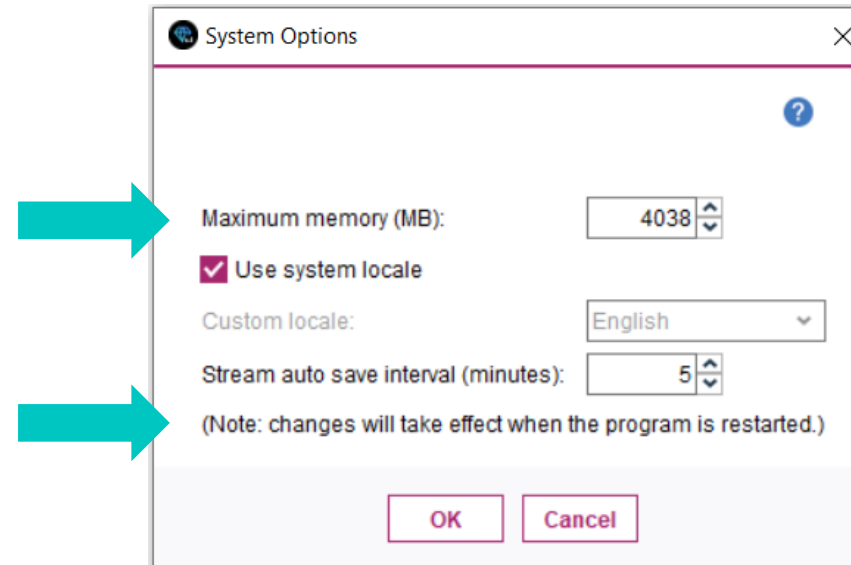 System Options
?
Maximum memory (MB): 4038
Use system locale
Custom locale: English
Stream auto save interval (minutes): 5
(Note: changes will take effect when the program is restarted.)
OK Cancel